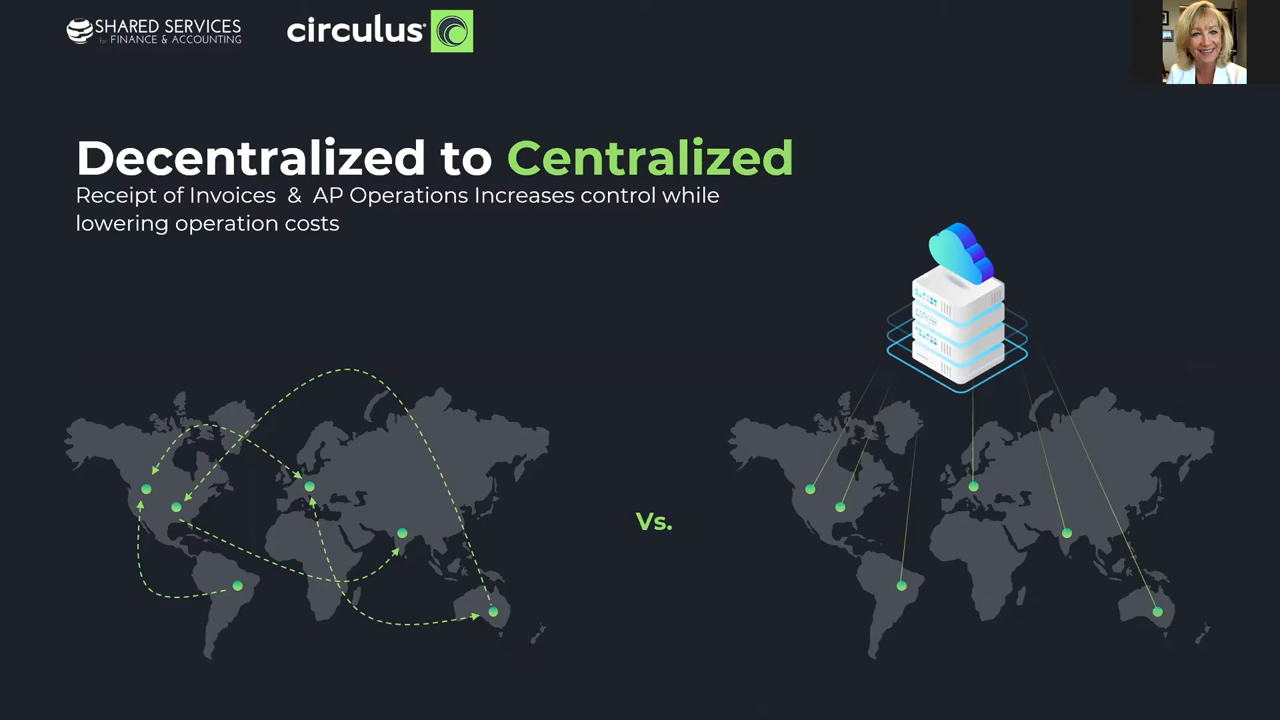 SHARED SERVICES
for FINANCE & ACCOUNTING
circulus
Decentralized to Centralized
Receipt of Invoices & AP Operations Increases control while
lowering operation costs
Vs.